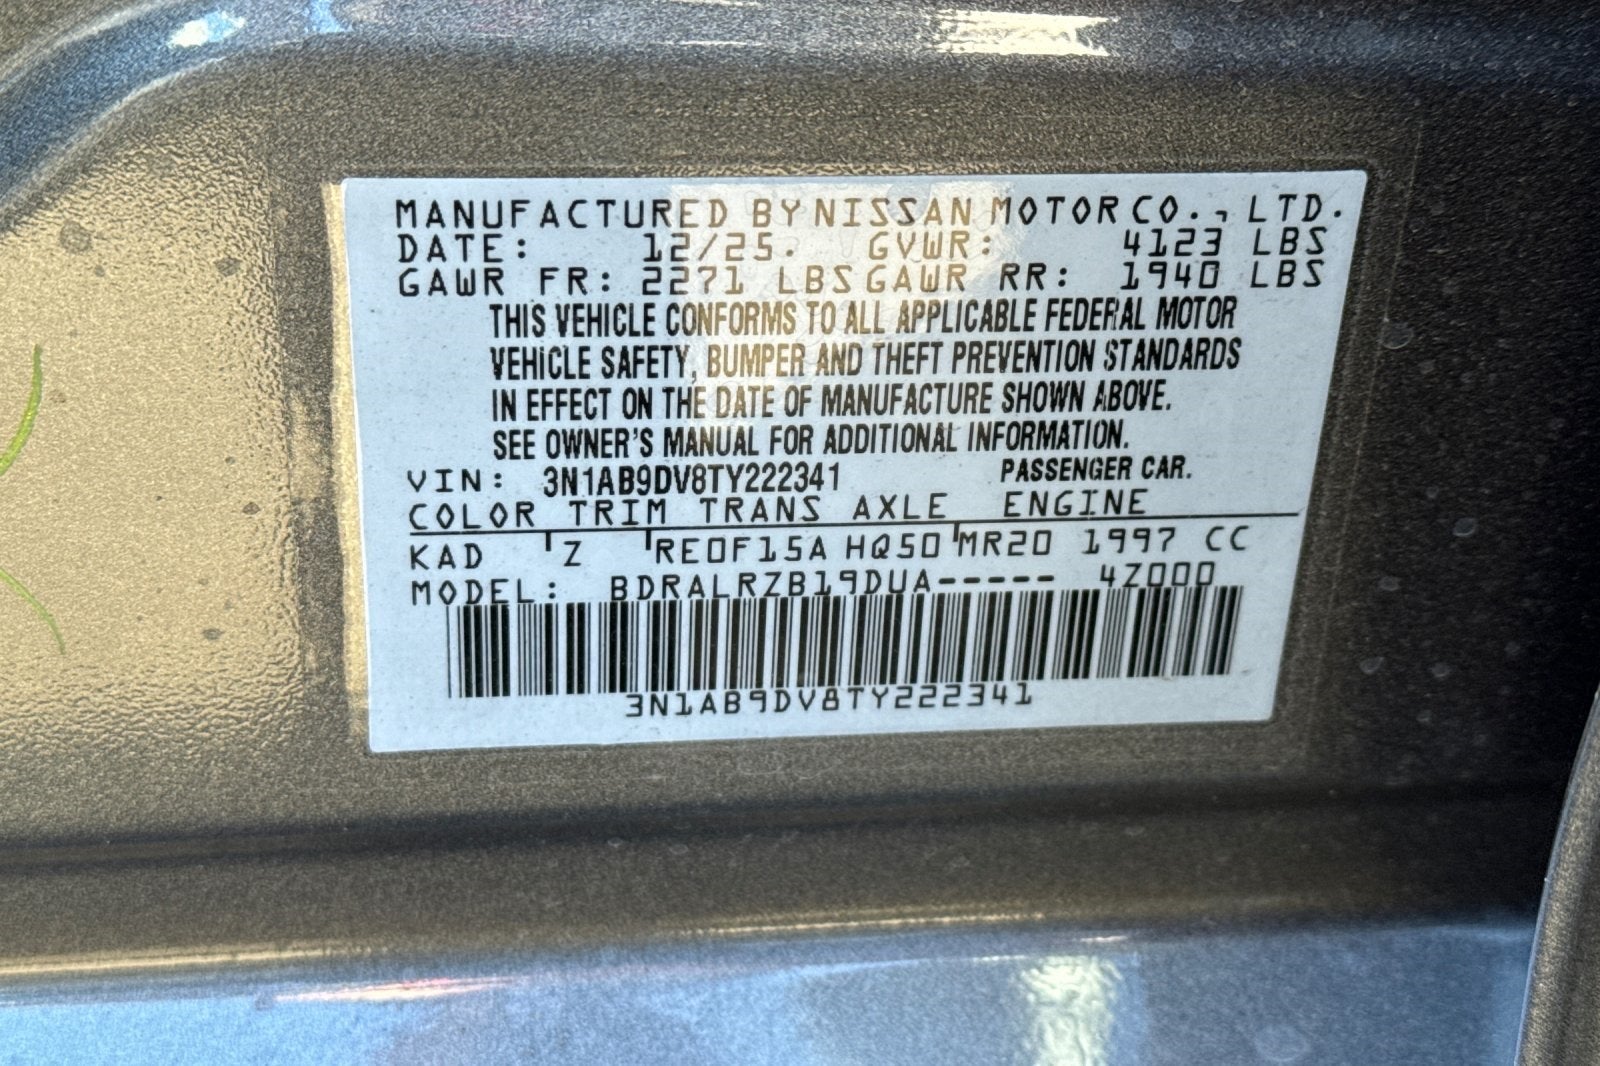 MANUFACTURED BY NISSAN MOTOR CO., LTD.
DATE: 12/25. GVWR: 4123 LBS
GAWR FR: 2271 LBS GAWR RR: 1940 LBS
THIS VEHICLE CONFORMS TO ALL APPLICABLE FEDERAL MOTOR
VEHICLE SAFETY, BUMPER AND THEFT PREVENTION STANDARDS
IN EFFECT ON THE DATE OF MANUFACTURE SHOWN ABOVE.
SEE OWNER'S MANUAL FOR ADDITIONAL INFORMATION.
VIN: 3N1AB9DV8TY222341 PASSENGER CAR.
COLOR TRIM TRANS AXLE ENGINE
KAD Z RE0F15A HQ50 MR20 1997 CC
MODEL: BDRALRZB19DUA----- 4Z000
3N1AB9DV8TY222341